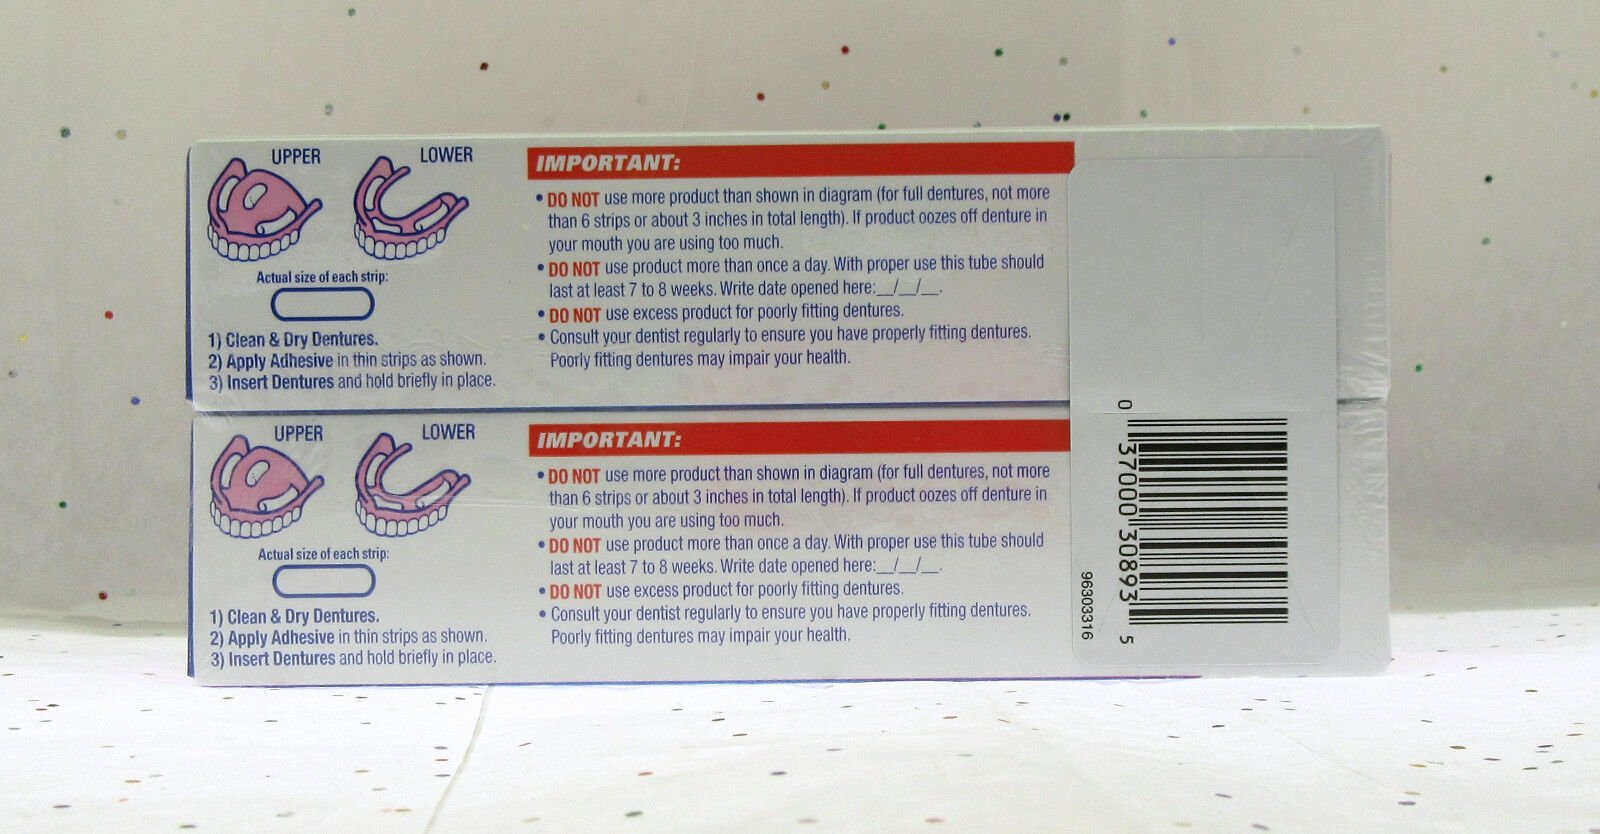 UPPER
LOWER
Actual size of each strip:
1) Clean & Dry Dentures.
2) Apply Adhesive in thin strips as shown.
3) Insert Dentures and hold briefly in place.
IMPORTANT:
• DO NOT use more product than shown in diagram (for full dentures, not more
than 6 strips or about 3 inches in total length). If product oozes off denture in
your mouth you are using too much.
• DO NOT use product more than once a day. With proper use this tube should
last at least 7 to 8 weeks. Write date opened here:__/__/__.
• DO NOT use excess product for poorly fitting dentures.
• Consult your dentist regularly to ensure you have properly fitting dentures.
Poorly fitting dentures may impair your health.
UPPER
LOWER
Actual size of each strip:
1) Clean & Dry Dentures.
2) Apply Adhesive in thin strips as shown.
3) Insert Dentures and hold briefly in place.
IMPORTANT:
• DO NOT use more product than shown in diagram (for full dentures, not more
than 6 strips or about 3 inches in total length). If product oozes off denture in
your mouth you are using too much.
• DO NOT use product more than once a day. With proper use this tube should
last at least 7 to 8 weeks. Write date opened here:__/__/__.
• DO NOT use excess product for poorly fitting dentures.
• Consult your dentist regularly to ensure you have properly fitting dentures.
Poorly fitting dentures may impair your health.
0 37000 30893 5
96303316